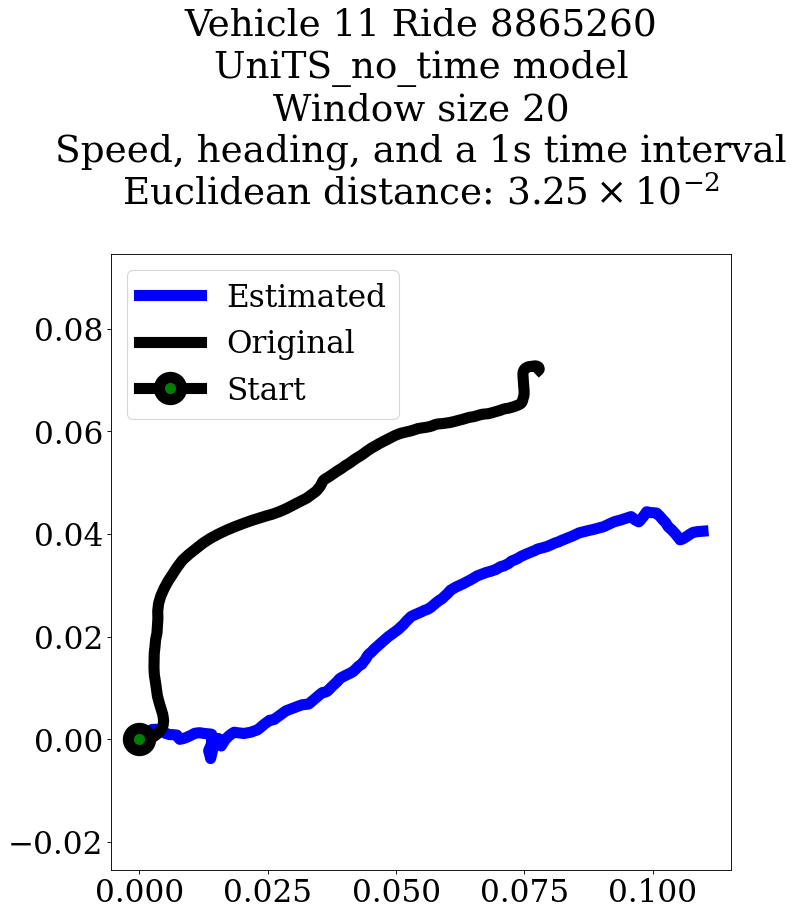 Vehicle 11 Ride 8865260
UniTS_no_time model
Window size 20
Speed, heading, and a 1s time interval
Euclidean distance: 3.25 × 10⁻²
Estimated
Original
Start
0.08
0.06
0.04
0.02
0.00
−0.02
0.000 0.025 0.050 0.075 0.100